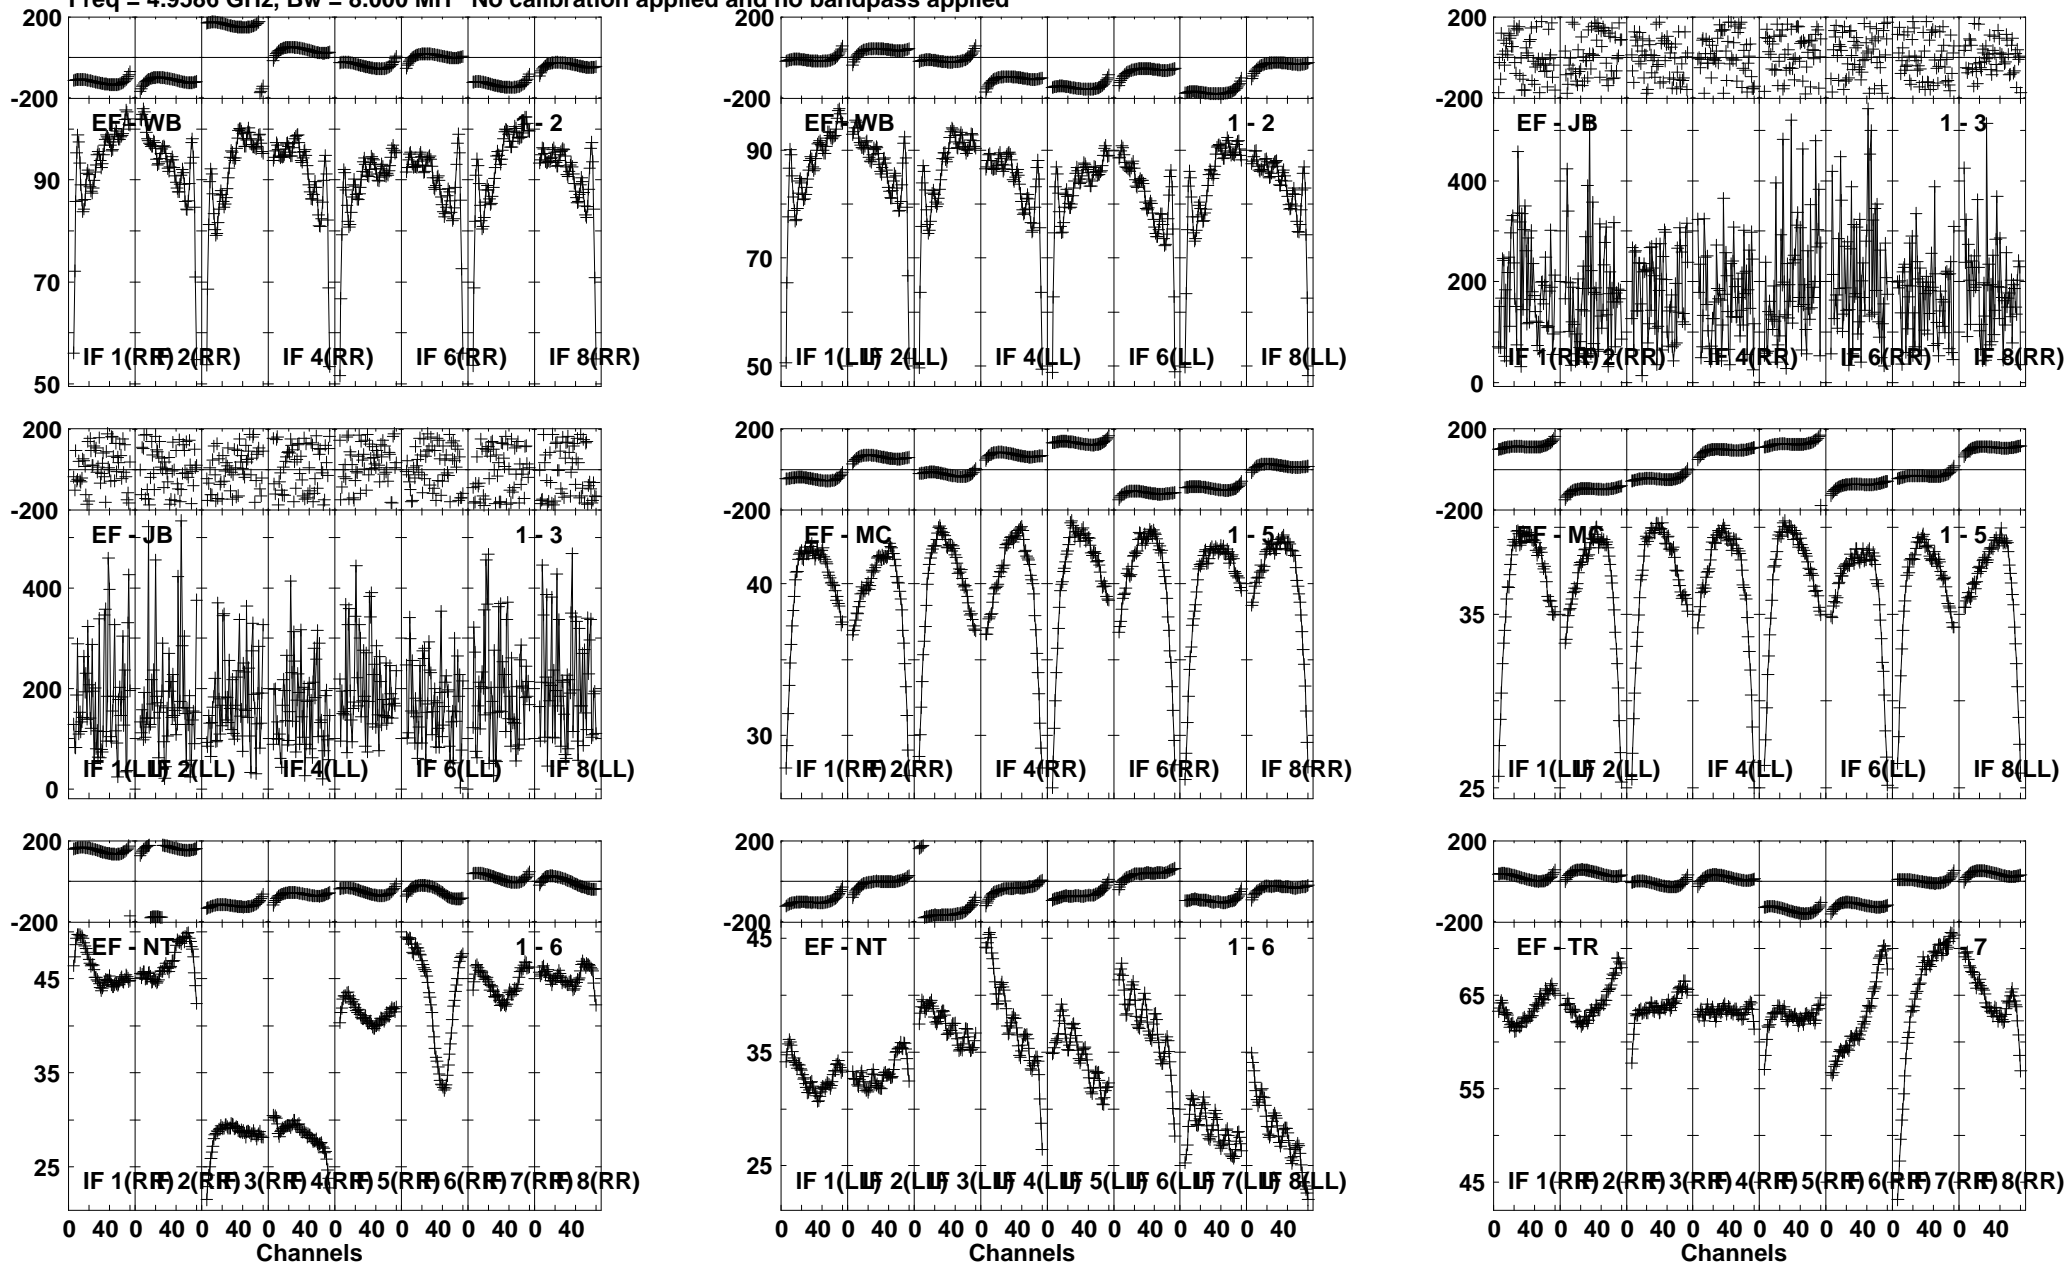 Freq = 4.9586 GHz, Bw = 8.000 MH No calibration applied and no bandpass applied
200 200 200
-200 -200 -200
EF - WB 1 - 2 EF - WB 1 - 2 EF - JB 1 - 3
90 90 400
70 70 200
IF 1(RR) IF 2(RR) IF 4(RR) IF 6(RR) IF 8(RR) IF 1(LL) IF 2(LL) IF 4(LL) IF 6(LL) IF 8(LL) IF 1(RR) IF 2(RR) IF 4(RR) IF 6(RR) IF 8(RR)
50 50 0
200 200 200
-200 -200 -200
EF - JB 1 - 3 EF - MC 1 - 5 EF - MC 1 - 5
400 40 35
200 30
IF 1(LL) IF 2(LL) IF 4(LL) IF 6(LL) IF 8(LL) IF 1(RR) IF 2(RR) IF 4(RR) IF 6(RR) IF 8(RR) IF 1(LL) IF 2(LL) IF 4(LL) IF 6(LL) IF 8(LL)
0 25
200 200 200
-200 -200 -200
EF - NT 1 - 6 EF - NT 1 - 6 EF - TR - 7
45 45 65
35 35 55
25 25 45
IF 1(RR) IF 2(RR) IF 3(RR) IF 4(RR) IF 5(RR) IF 6(RR) IF 7(RR) IF 8(RR) IF 1(LL) IF 2(LL) IF 3(LL) IF 4(LL) IF 5(LL) IF 6(LL) IF 7(LL) IF 8(LL) IF 1(RR) IF 2(RR) IF 3(RR) IF 4(RR) IF 5(RR) IF 6(RR) IF 7(RR) IF 8(RR)
0 40 0 40 0 40 0 40 0 40 0 40 0 40 0 40 0 40 0 40 0 40 0 40 0 40 0 40 0 40 0 40 0 40 0 40 0 40 0 40 0 40 0 40 0 40 0 40
Channels Channels